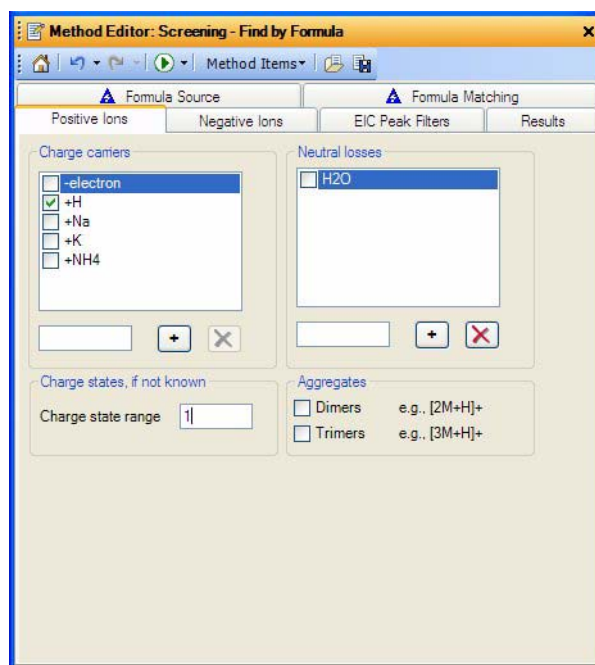 Method Editor: Screening - Find by Formula
Method Items
Formula Source
Formula Matching
Positive Ions
Negative Ions
EIC Peak Filters
Results
Charge carriers
-electron
+H
+Na
+K
+NH4
Neutral losses
H2O
Charge states, if not known
Charge state range 1
Aggregates
Dimers e.g., [2M+H]+
Trimers e.g., [3M+H]+